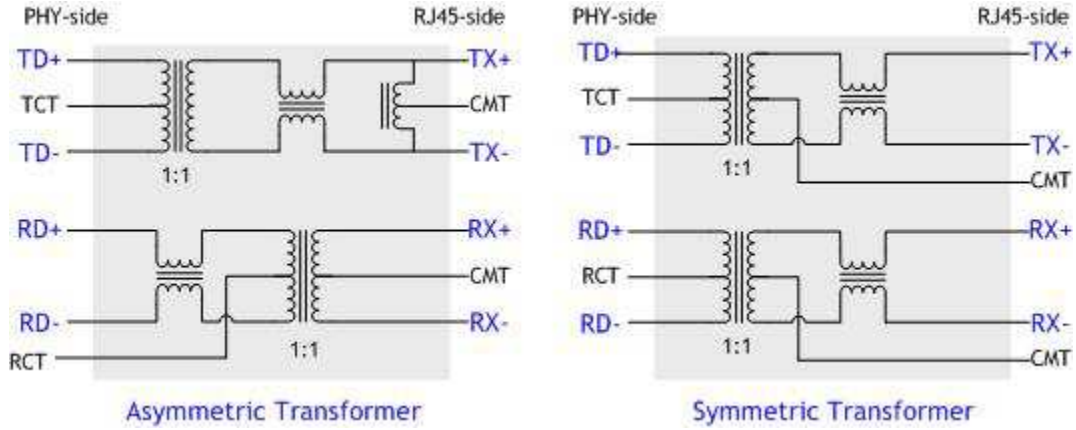 PHY-side RJ45-side
TD+ TX+
TCT CMT
TD- TX-
1:1
RD+ RX+
CMT
RD- RX-
RCT 1:1
Asymmetric Transformer
PHY-side RJ45-side
TD+ TX+
TCT
TD- TX-
1:1
CMT
RD+ RX+
RCT
RD- RX-
1:1
CMT
Symmetric Transformer